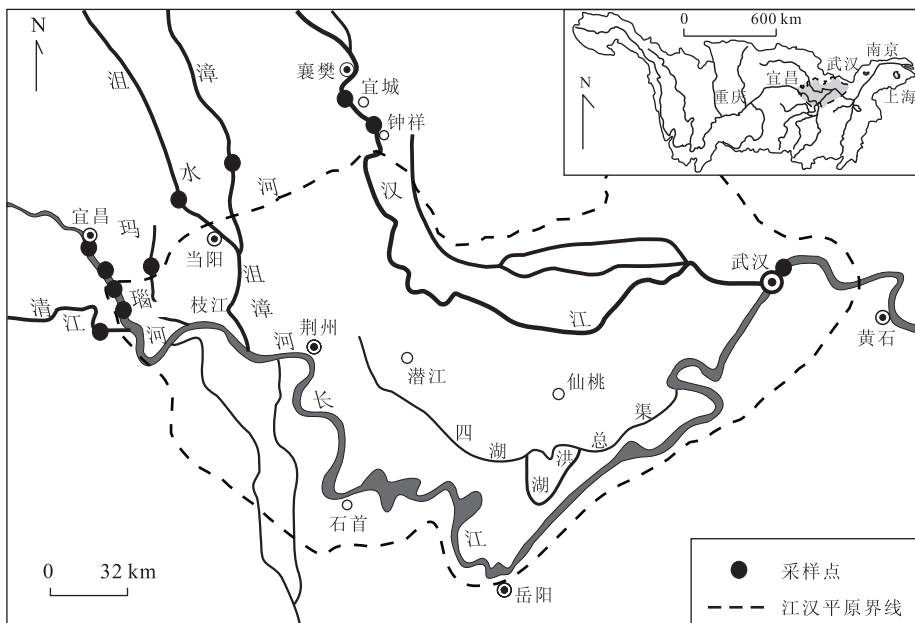 N
襄樊
宜城
钟祥
沮
漳
水
河
汉
江
宜昌
玛
瑙
河
当阳
沮
漳
河
枝江
清
江
荆州
潜江
仙桃
武汉
黄石
长
江
四
湖
总
渠
洪
湖
石首
岳阳
0 32 km
0 600 km
N
宜昌
武汉
南京
重庆
上海
采样点
江汉平原界线